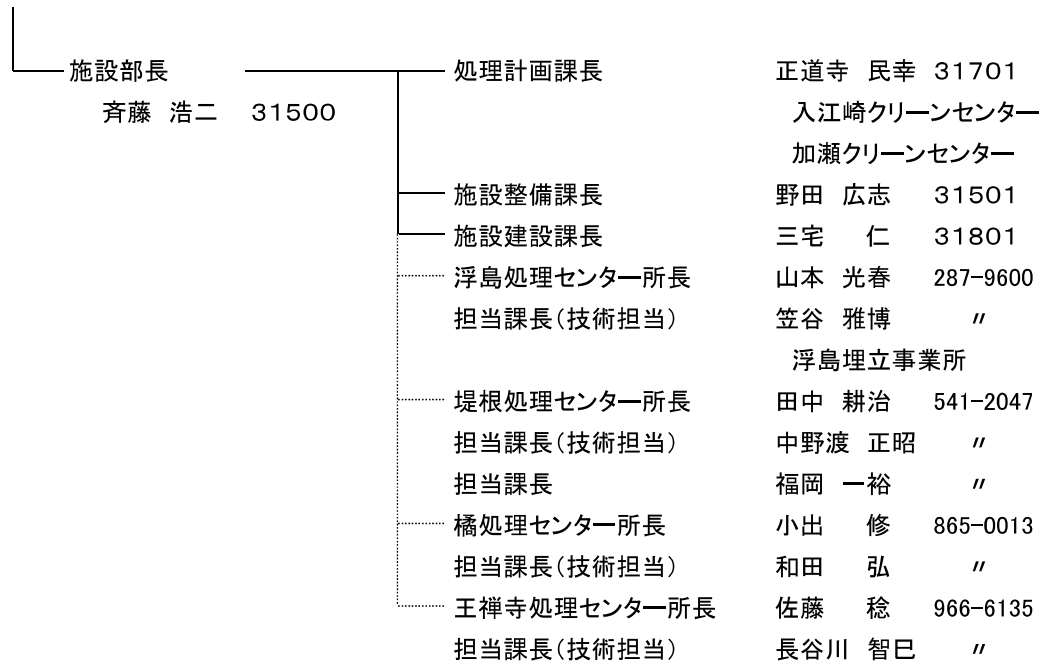 施設部長 処理計画課長 正道寺 民幸 31701
斉藤 浩二 31500 入江崎クリーンセンター
加瀬クリーンセンター
施設整備課長 野田 広志 31501
施設建設課長 三宅 仁 31801
浮島処理センター所長 山本 光春 287-9600
担当課長(技術担当) 笠谷 雅博 〃
浮島埋立事業所
堤根処理センター所長 田中 耕治 541-2047
担当課長(技術担当) 中野渡 正昭 〃
担当課長 福岡 一裕 〃
橘処理センター所長 小出 修 865-0013
担当課長(技術担当) 和田 弘 〃
王禅寺処理センター所長 佐藤 稔 966-6135
担当課長(技術担当) 長谷川 智巳 〃